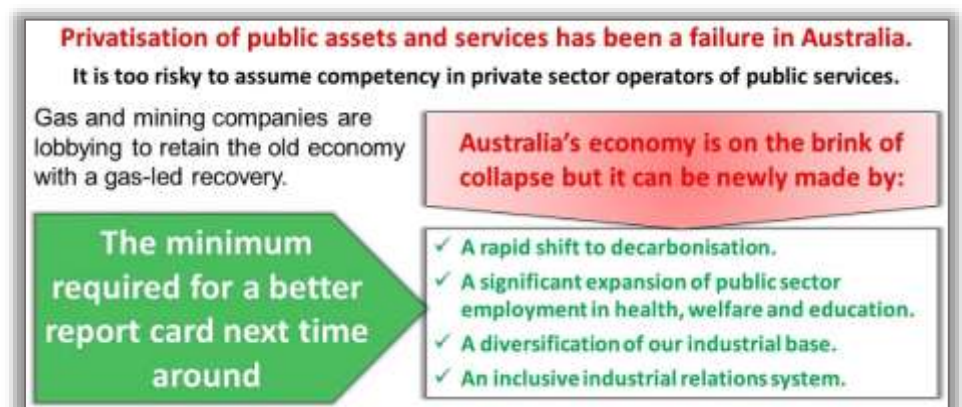 Privatisation of public assets and services has been a failure in Australia.
It is too risky to assume competency in private sector operators of public services.
Gas and mining companies are
lobbying to retain the old economy
with a gas-led recovery.
Australia's economy is on the brink of
collapse but it can be newly made by:
The minimum
required for a better
report card next time
around
✓ A rapid shift to decarbonisation.
✓ A significant expansion of public sector
employment in health, welfare and education.
✓ A diversification of our industrial base.
✓ An inclusive industrial relations system.